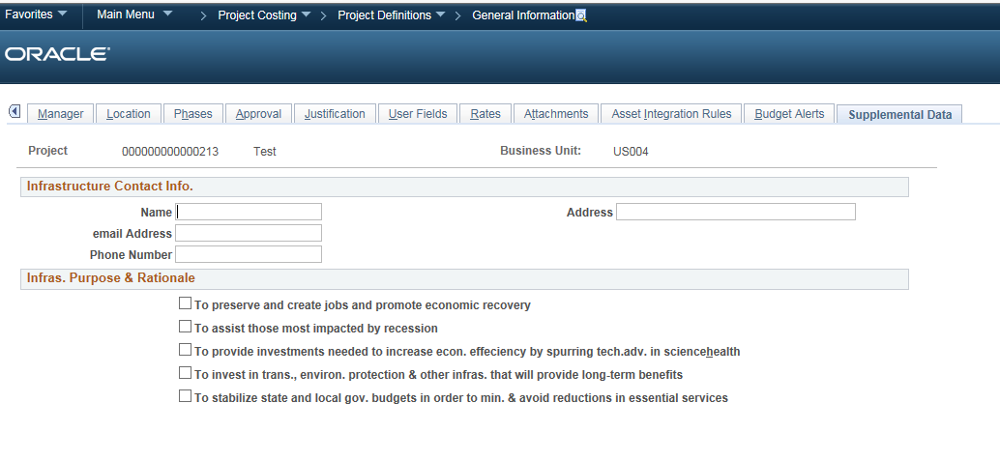 Favorites Main Menu > Project Costing > Project Definitions > General Information
ORACLE
Manager Location Phases Approval Justification User Fields Rates Attachments Asset Integration Rules Budget Alerts Supplemental Data
Project 000000000000213 Test Business Unit: US004
Infrastructure Contact Info.
Name Address
email Address
Phone Number
Infras. Purpose & Rationale
To preserve and create jobs and promote economic recovery
To assist those most impacted by recession
To provide investments needed to increase econ. effeciency by spurring tech.adv. in sciencehealth
To invest in trans., environ. protection & other infras. that will provide long-term benefits
To stabilize state and local gov. budgets in order to min. & avoid reductions in essential services